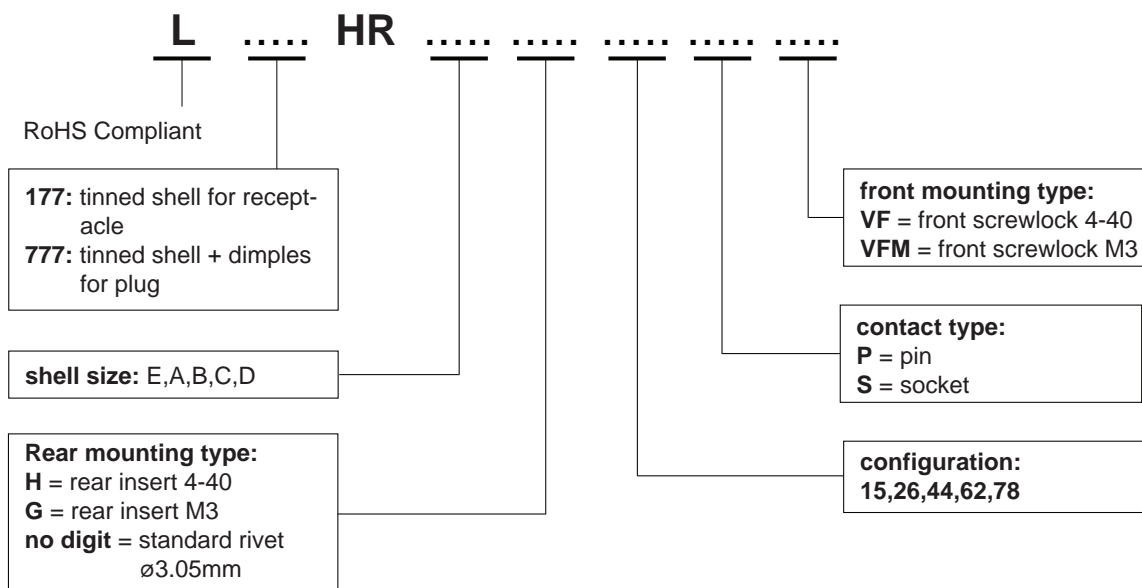 L ..... HR ..... ..... ..... ..... .....
RoHS Compliant
177: tinned shell for recept-
acle
777: tinned shell + dimples
for plug
shell size: E,A,B,C,D
Rear mounting type:
H = rear insert 4-40
G = rear insert M3
no digit = standard rivet
ø3.05mm
front mounting type:
VF = front screwlock 4-40
VFM = front screwlock M3
contact type:
P = pin
S = socket
configuration:
15,26,44,62,78